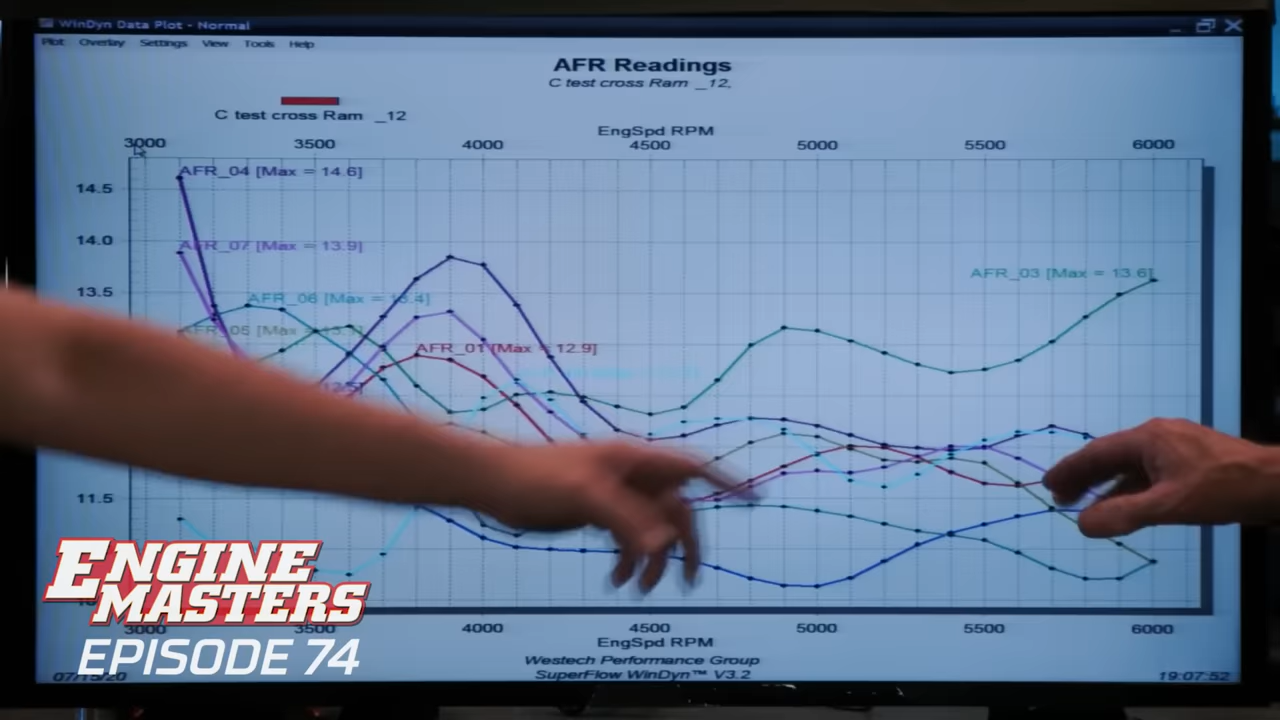 WinDyn Data Plot - Normal
Plot Overlay Settings View Tools Help
AFR Readings
C test cross Ram _12,
C test cross Ram _12
EngSpd RPM
3000 3500 4000 4500 5000 5500 6000
AFR_04 [Max = 14.6]
14.5
14.0
AFR_07 [Max = 13.9]
AFR_03 [Max = 13.6]
13.5
AFR_01 [Max = 12.9]
11.5
ENGINE
MASTERS
EPISODE 74
3000 3500 4000 4500 5000 5500 6000
EngSpd RPM
Westech Performance Group
SuperFlow WinDyn™ V3.2
19:07:52